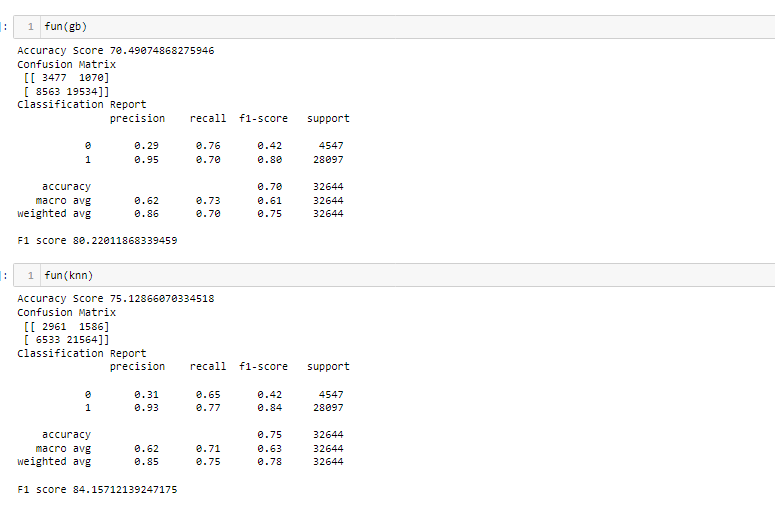 ]:  1  fun(gb)
Accuracy Score 70.49074868275946
Confusion Matrix
 [[ 3477  1070]
 [ 8563 19534]]
Classification Report
              precision    recall  f1-score   support

           0       0.29      0.76      0.42      4547
           1       0.95      0.70      0.80     28097

    accuracy                           0.70     32644
   macro avg       0.62      0.73      0.61     32644
weighted avg       0.86      0.70      0.75     32644

F1 score 80.22011868339459
]:  1  fun(knn)
Accuracy Score 75.12866070334518
Confusion Matrix
 [[ 2961  1586]
 [ 6533 21564]]
Classification Report
              precision    recall  f1-score   support

           0       0.31      0.65      0.42      4547
           1       0.93      0.77      0.84     28097

    accuracy                           0.75     32644
   macro avg       0.62      0.71      0.63     32644
weighted avg       0.85      0.75      0.78     32644

F1 score 84.15712139247175